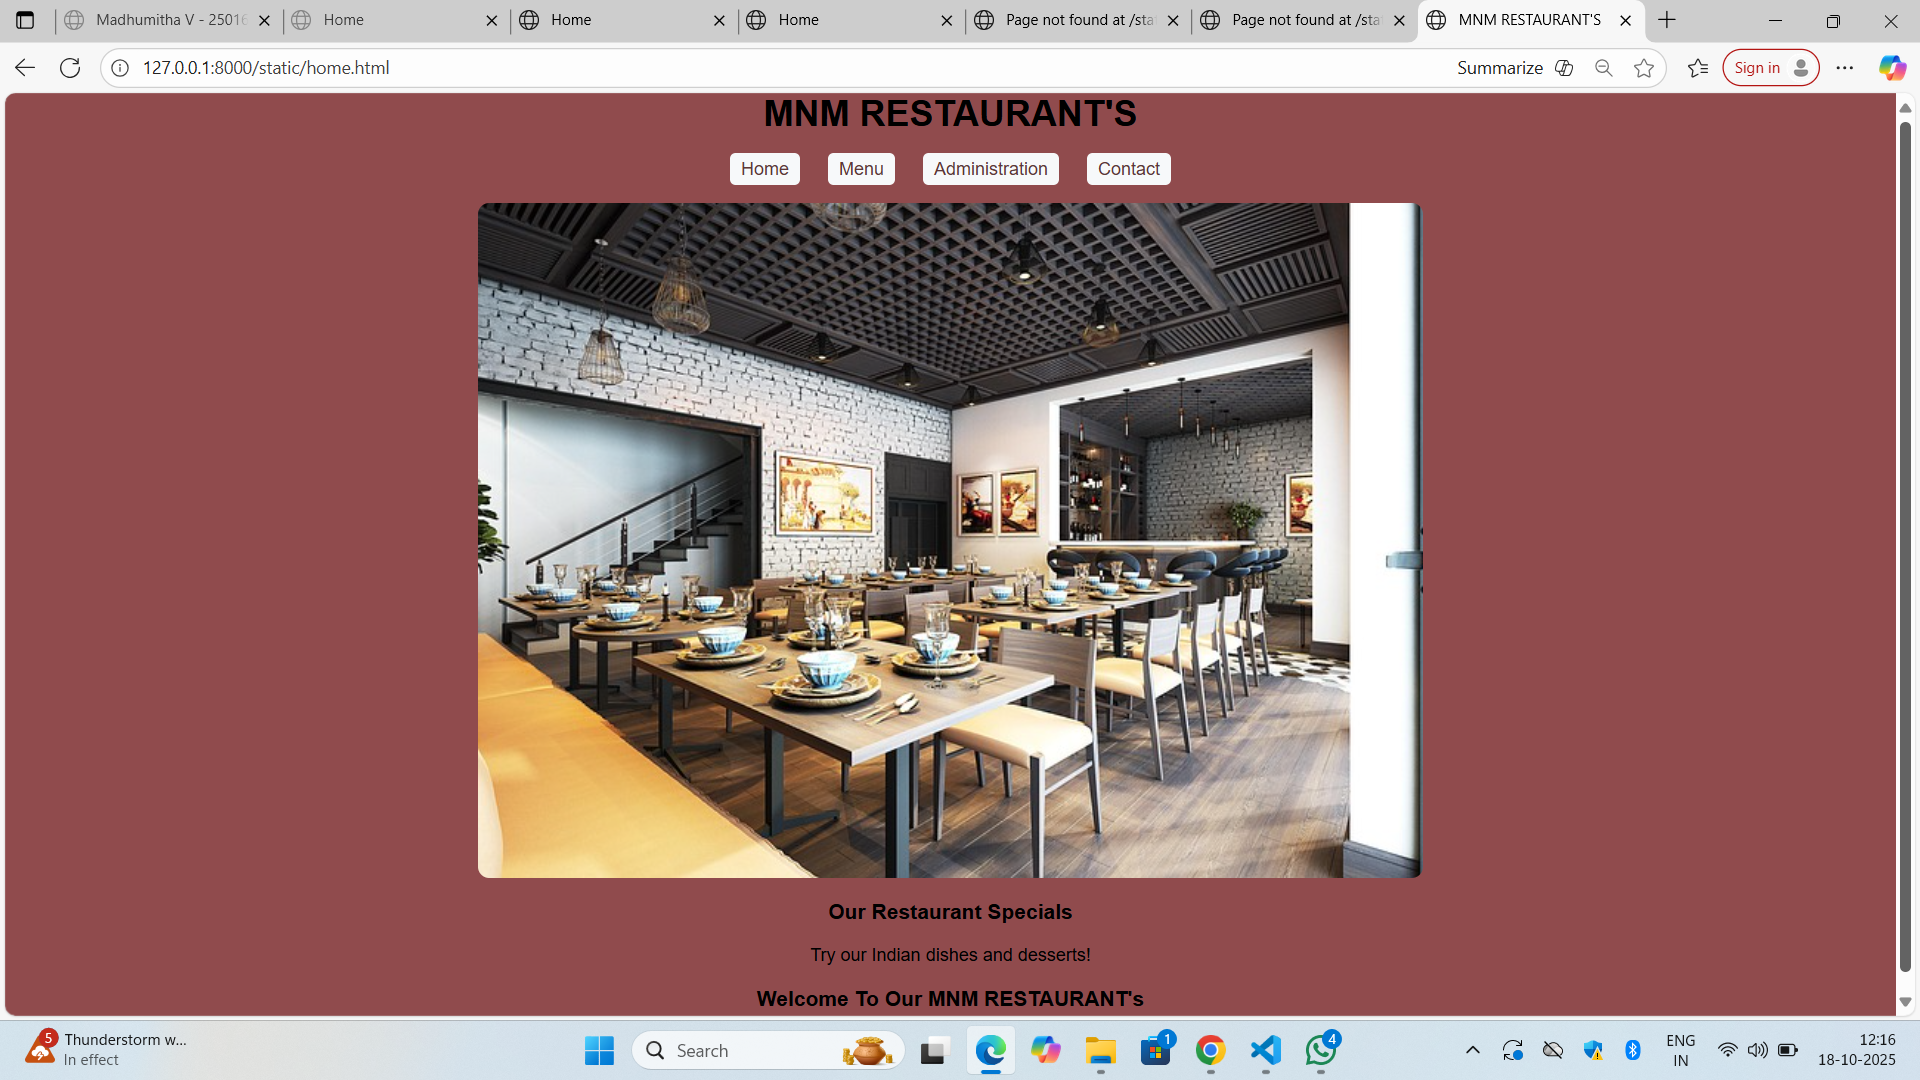 Madhumitha V - 2501
Home
Home
Home
Page not found at /sta
Page not found at /sta
MNM RESTAURANT'S
127.0.0.1:8000/static/home.html
Summarize
Sign in
MNM RESTAURANT'S
Home
Menu
Administration
Contact
Our Restaurant Specials
Try our Indian dishes and desserts!
Welcome To Our MNM RESTAURANT's
5
Thunderstorm w...
In effect
Search
1
4
ENG
IN
12:16
18-10-2025